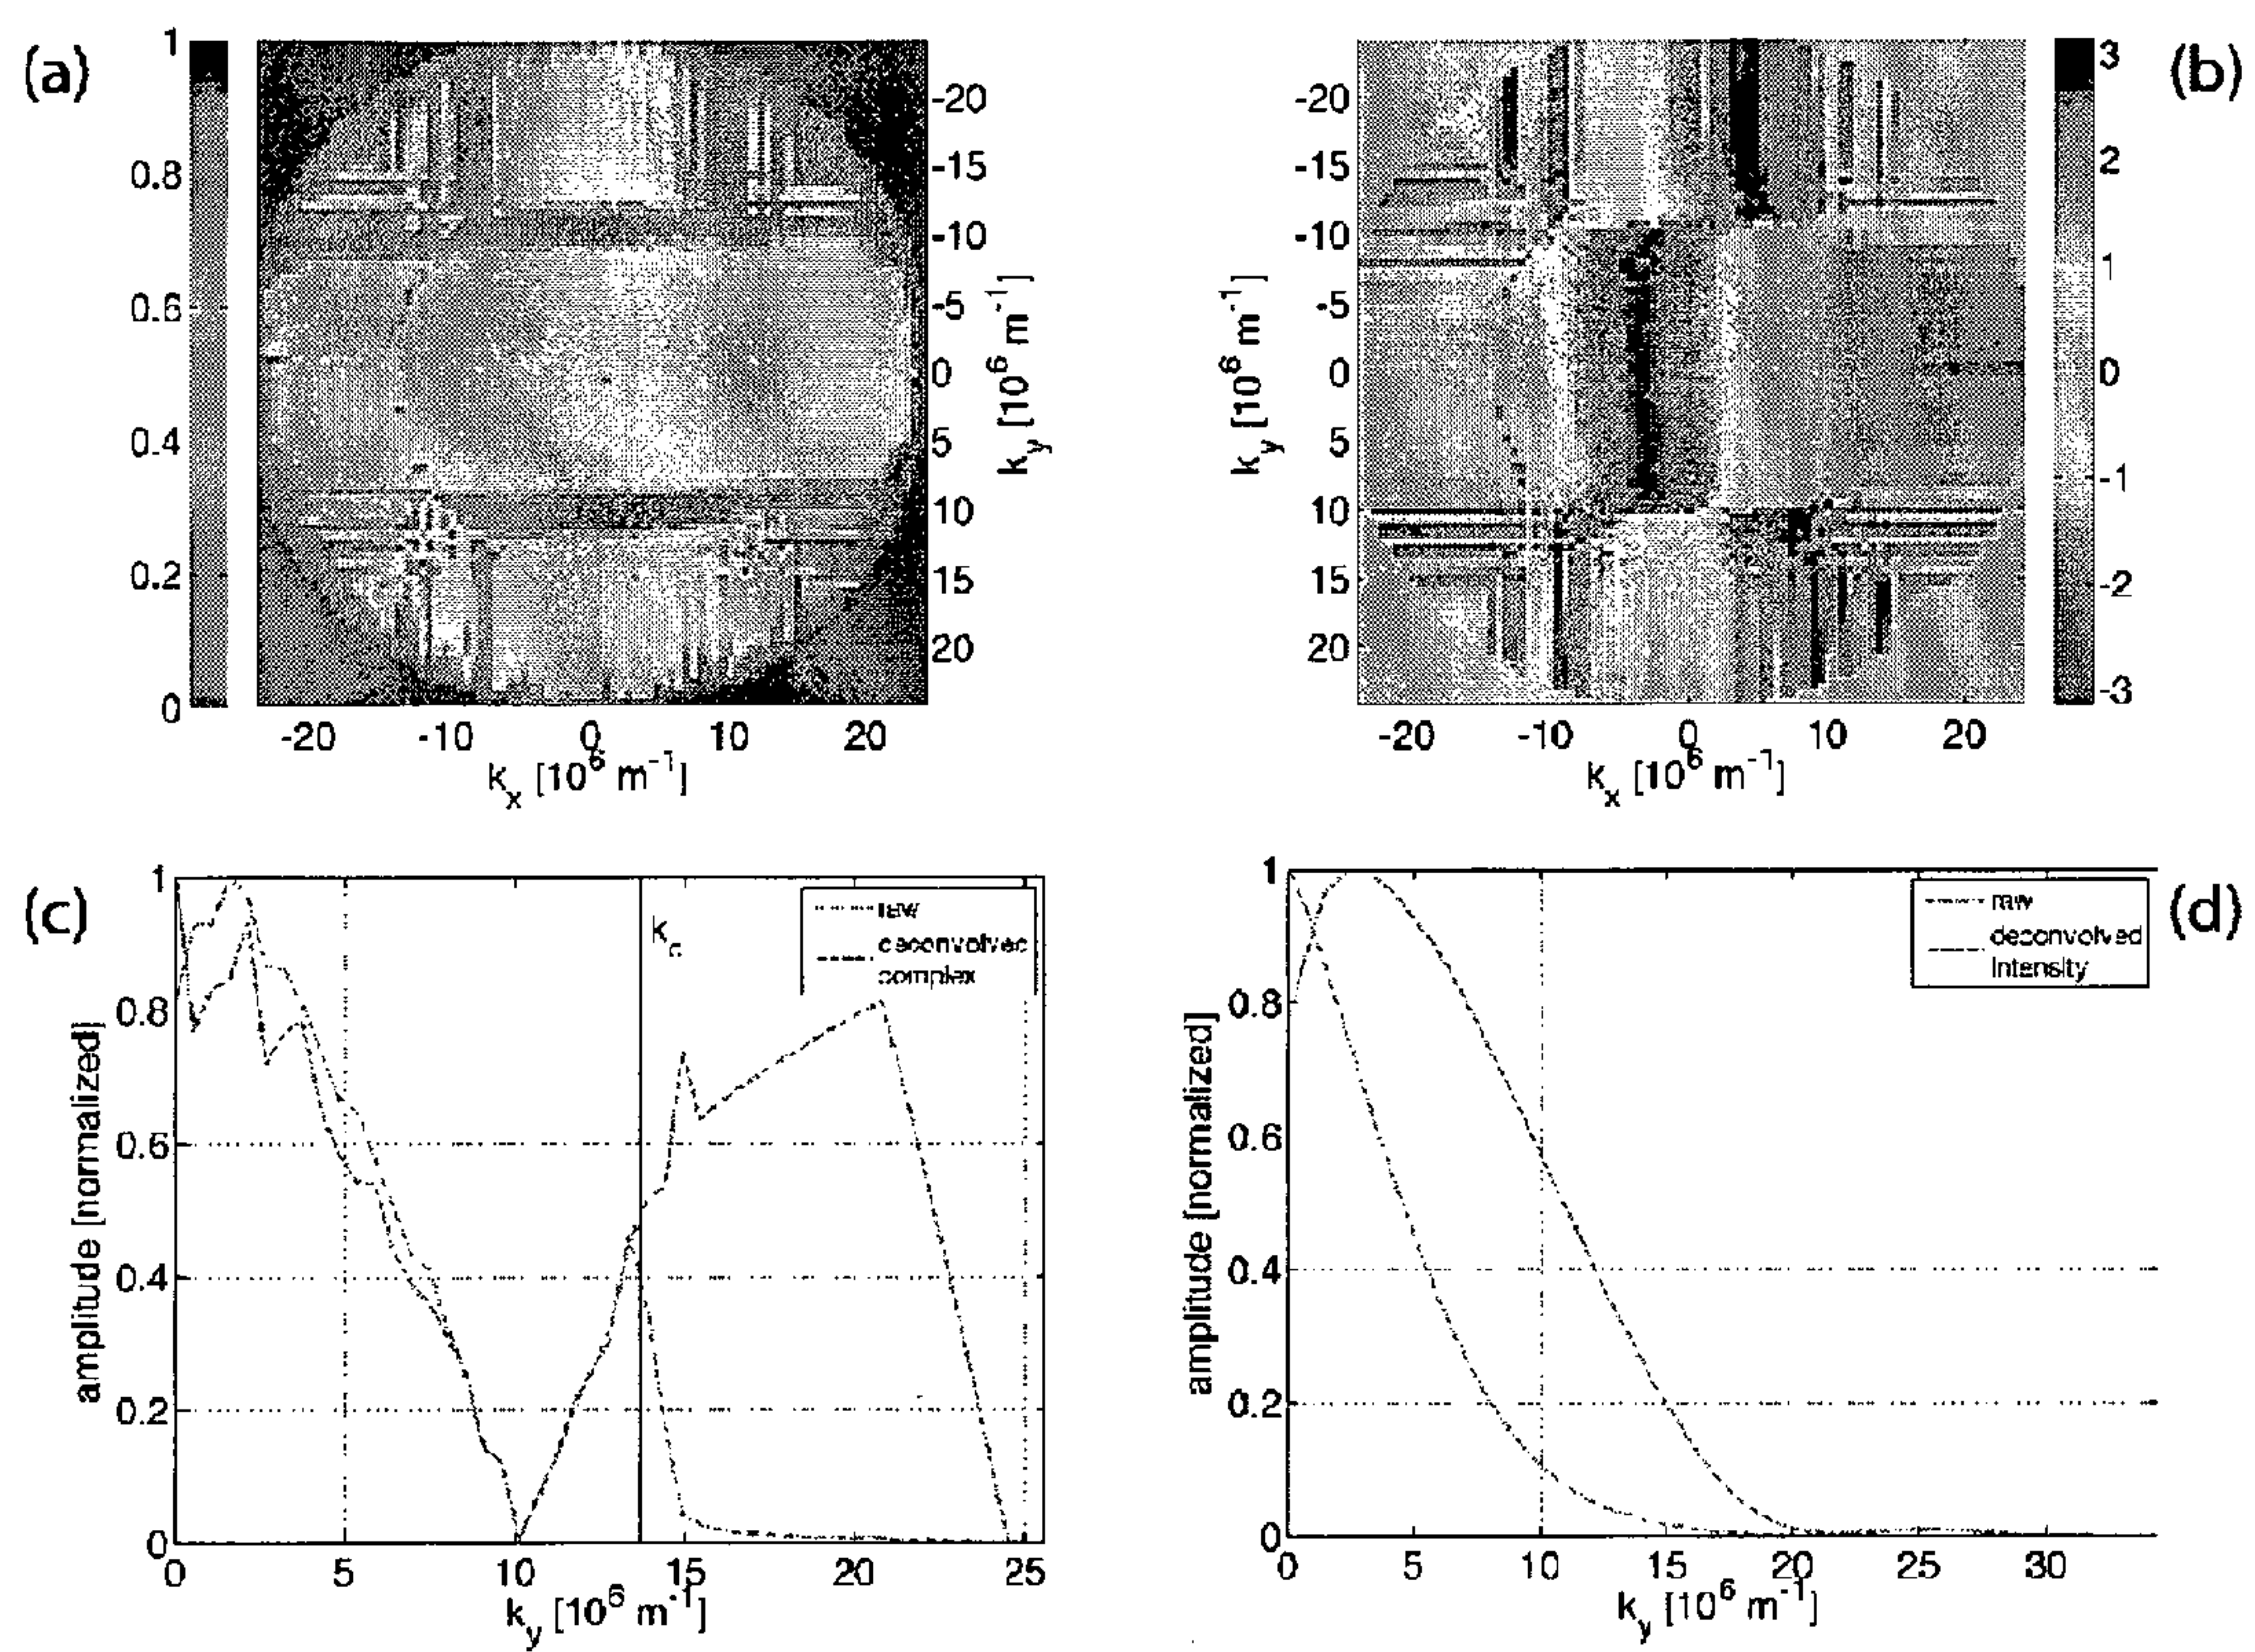 (a)
1
0.8
0.6
0.4
0.2
0
-20
-15
-10
-5
0
5
10
15
20
k_y [10^6 m^-1]
-20 -10 0 10 20
k_x [10^6 m^-1]
(b)
-20
-15
-10
-5
0
5
10
15
20
k_y [10^6 m^-1]
3
2
1
0
-1
-2
-3
-20 -10 0 10 20
k_x [10^6 m^-1]
(c)
1
0.8
0.6
0.4
0.2
0
amplitude [normalized]
raw
deconvolved
complex
k_c
0 5 10 15 20 25
k_y [10^6 m^-1]
(d)
1
0.8
0.6
0.4
0.2
0
amplitude [normalized]
raw
deconvolved
Intensity
0 5 10 15 20 25 30
k_y [10^6 m^-1]